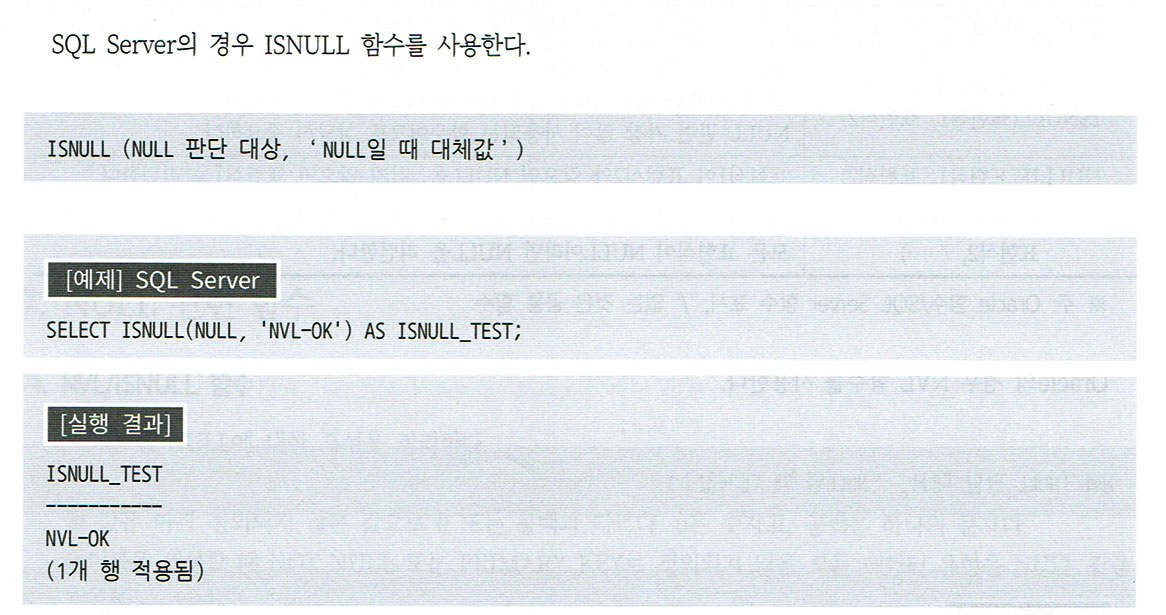 SQL Server의 경우 ISNULL 함수를 사용한다.
ISNULL (NULL 판단 대상, ‘NULL일 때 대체값’)
[예제] SQL Server
SELECT ISNULL(NULL, 'NVL-OK') AS ISNULL_TEST;
[실행 결과]
ISNULL_TEST
-----------
NVL-OK
(1개 행 적용됨)